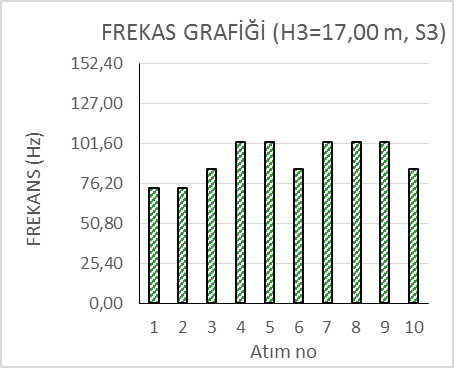 FREKAS GRAFİĞİ (H3=17,00 m, S3)
152,40
127,00
101,60
76,20
50,80
25,40
0,00
FREKANS (Hz)
1 2 3 4 5 6 7 8 9 10
Atım no